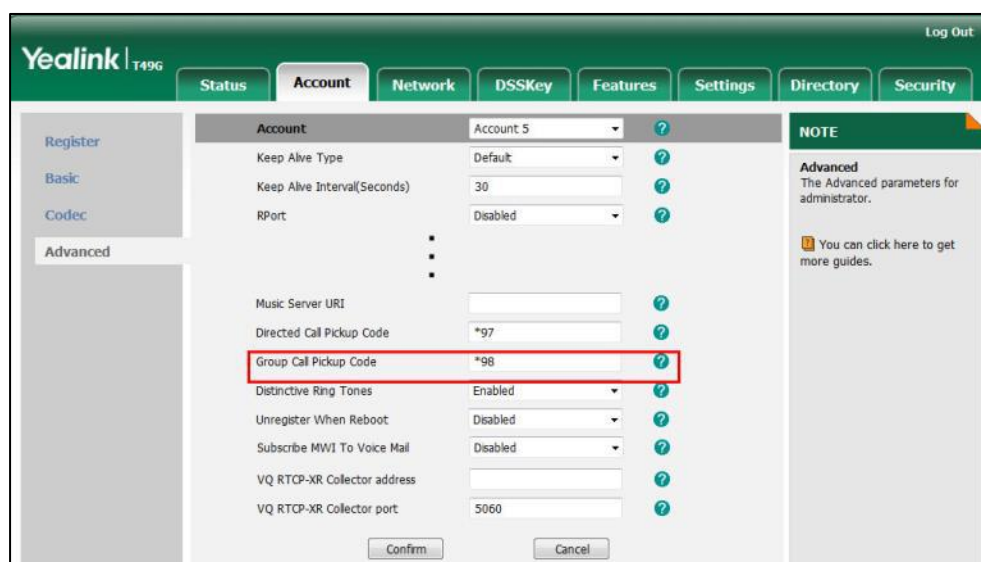 Log Out
Yealink | T49G
Status Account Network DSSKey Features Settings Directory Security
Register
Basic
Codec
Advanced
Account Account 5 ?
Keep Alive Type Default ?
Keep Alive Interval(Seconds) 30 ?
RPort Disabled ?
Music Server URI ?
Directed Call Pickup Code *97 ?
Group Call Pickup Code *98 ?
Distinctive Ring Tones Enabled ?
Unregister When Reboot Disabled ?
Subscribe MWI To Voice Mail Disabled ?
VQ RTCP-XR Collector address ?
VQ RTCP-XR Collector port 5060 ?
Confirm Cancel
NOTE
Advanced
The Advanced parameters for
administrator.
? You can click here to get
more guides.